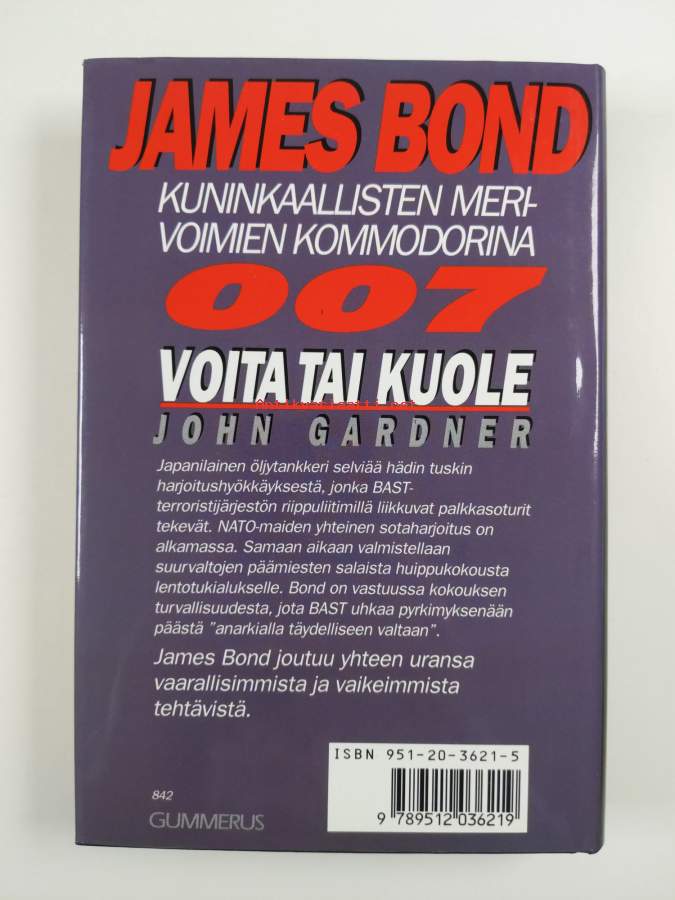 JAMES BOND
KUNINKAALLISTEN MERI-
VOIMIEN KOMMODORINA
007
VOITA TAI KUOLE
Antikvariaatti.net
JOHN GARDNER
Japanilainen öljytankkeri selviää hädin tuskin
harjoitushyökkäyksestä, jonka BAST-
terroristijärjestön riippuliitimillä liikkuvat palkkasoturit
tekevät. NATO-maiden yhteinen sotaharjoitus on
alkamassa. Samaan aikaan valmistellaan
suurvaltojen päämiesten salaista huippukokousta
lentotukialukselle. Bond on vastuussa kokouksen
turvallisuudesta, jota BAST uhkaa pyrkimyksenään
päästä "anarkialla täydelliseen valtaan".
James Bond joutuu yhteen uransa
vaarallisimmista ja vaikeimmista
tehtävistä.
ISBN 951-20-3621-5
9 789512 036219
842
GUMMERUS